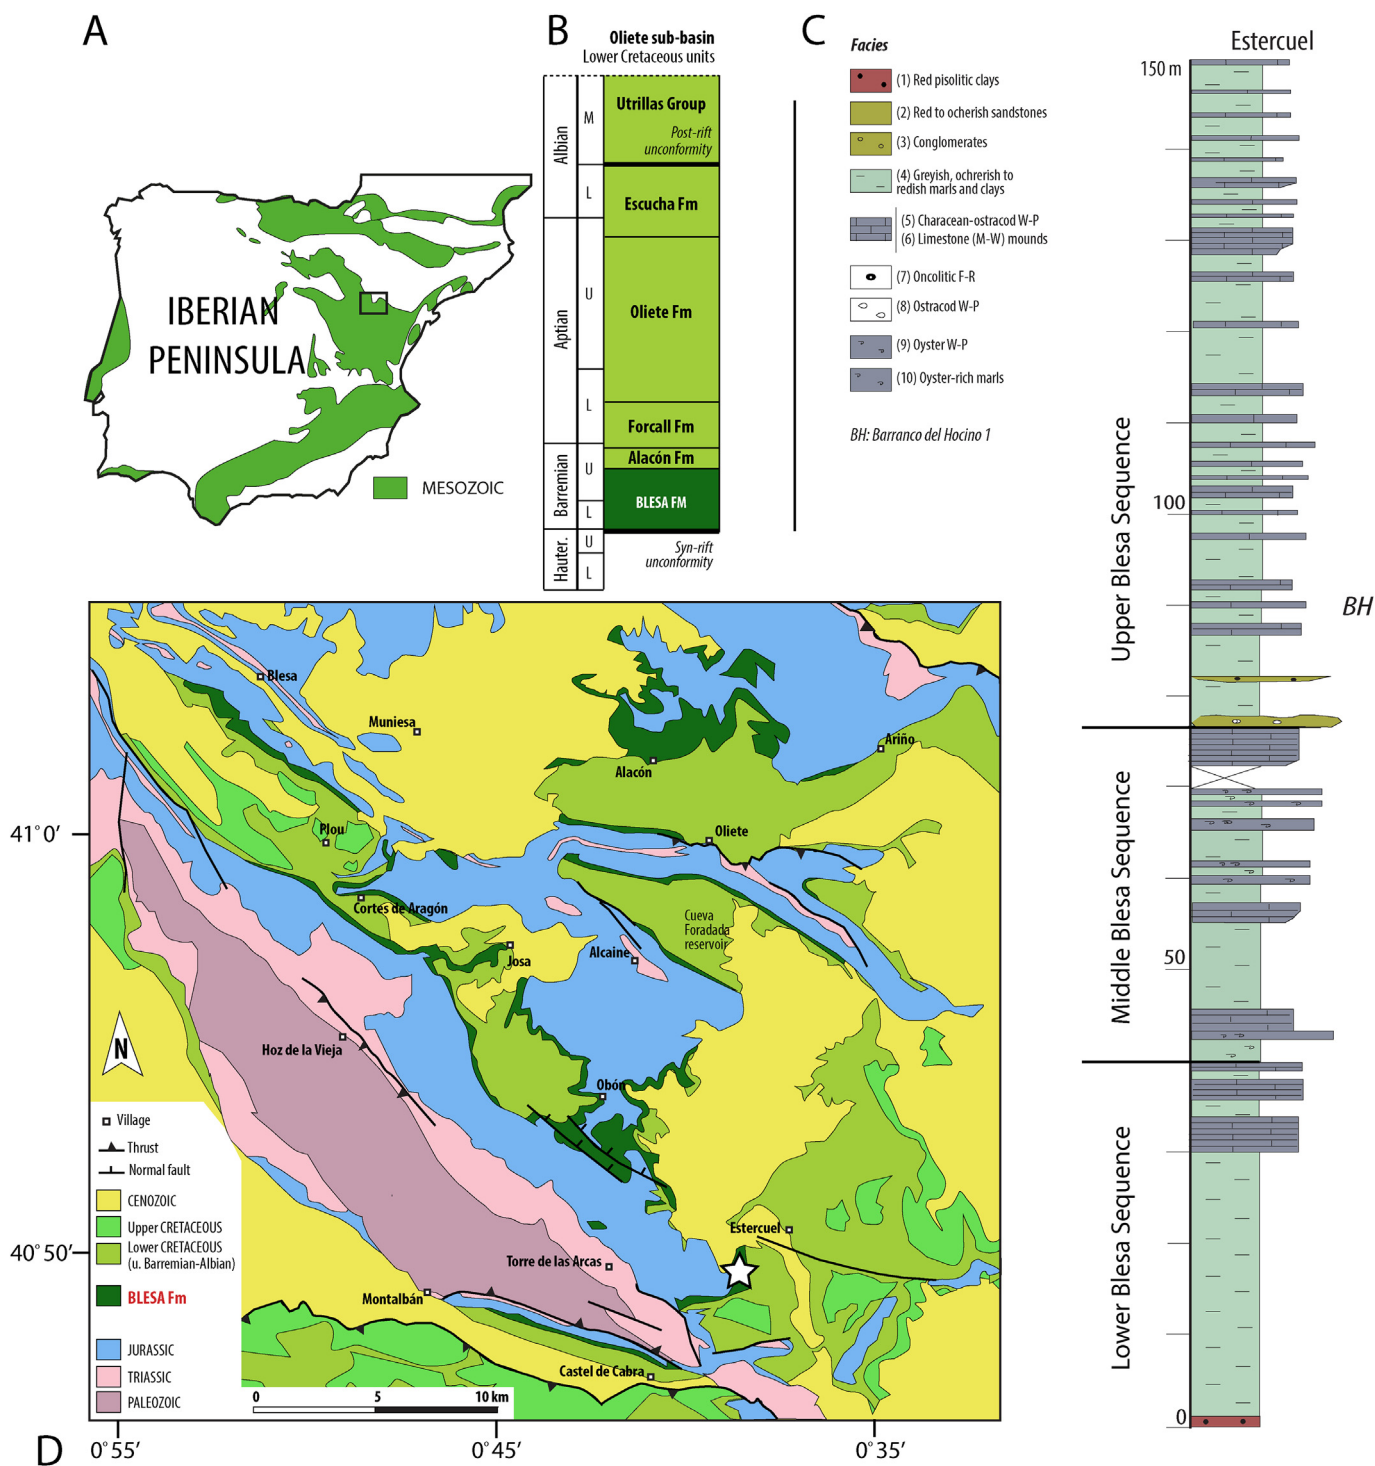 A
IBERIAN
PENINSULA
MESOZOIC
B
Oliete sub-basin
Lower Cretaceous units
Albian
M
L
Aptian
U
L
Barremian
U
L
Hauter.
U
L
Utrillas Group
Post-rift
unconformity
Escucha Fm
Oliete Fm
Forcall Fm
Alacón Fm
BLESA FM
Syn-rift
unconformity
C
Facies
(1) Red pisolitic clays
(2) Red to ocherish sandstones
(3) Conglomerates
(4) Greyish, ochrerish to
redish marls and clays
(5) Characean-ostracod W-P
(6) Limestone (M-W) mounds
(7) Oncolitic F-R
(8) Ostracod W-P
(9) Oyster W-P
(10) Oyster-rich marls
BH: Barranco del Hocino 1
Estercuel
150 m
100
50
0
Upper Blesa Sequence
Middle Blesa Sequence
Lower Blesa Sequence
BH
D
Blesa
Muniesa
Alacón
Ariño
Plou
Oliete
Cortes de Aragón
Cueva
Foradada
reservoir
Josa
Alcaine
Hoz de la Vieja
Obón
Estercuel
Torre de las Arcas
Montalbán
Castel de Cabra
N
Village
Thrust
Normal fault
CENOZOIC
Upper CRETACEOUS
Lower CRETACEOUS
(u. Barremian-Albian)
BLESA Fm
JURASSIC
TRIASSIC
PALEOZOIC
0 5 10 km
41° 0′
40° 50′
0° 55′
0° 45′
0° 35′